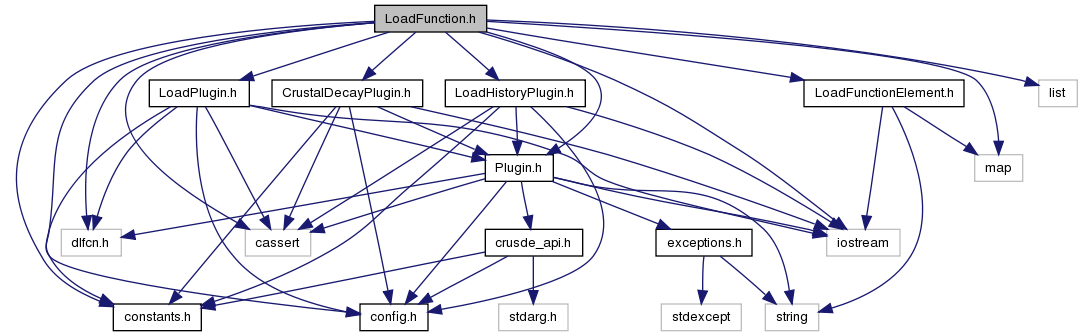 LoadFunction.h
LoadPlugin.h
CrustalDecayPlugin.h
LoadHistoryPlugin.h
LoadFunctionElement.h
list
Plugin.h
map
dlfcn.h
cassert
crusde_api.h
exceptions.h
iostream
constants.h
config.h
stdarg.h
stdexcept
string